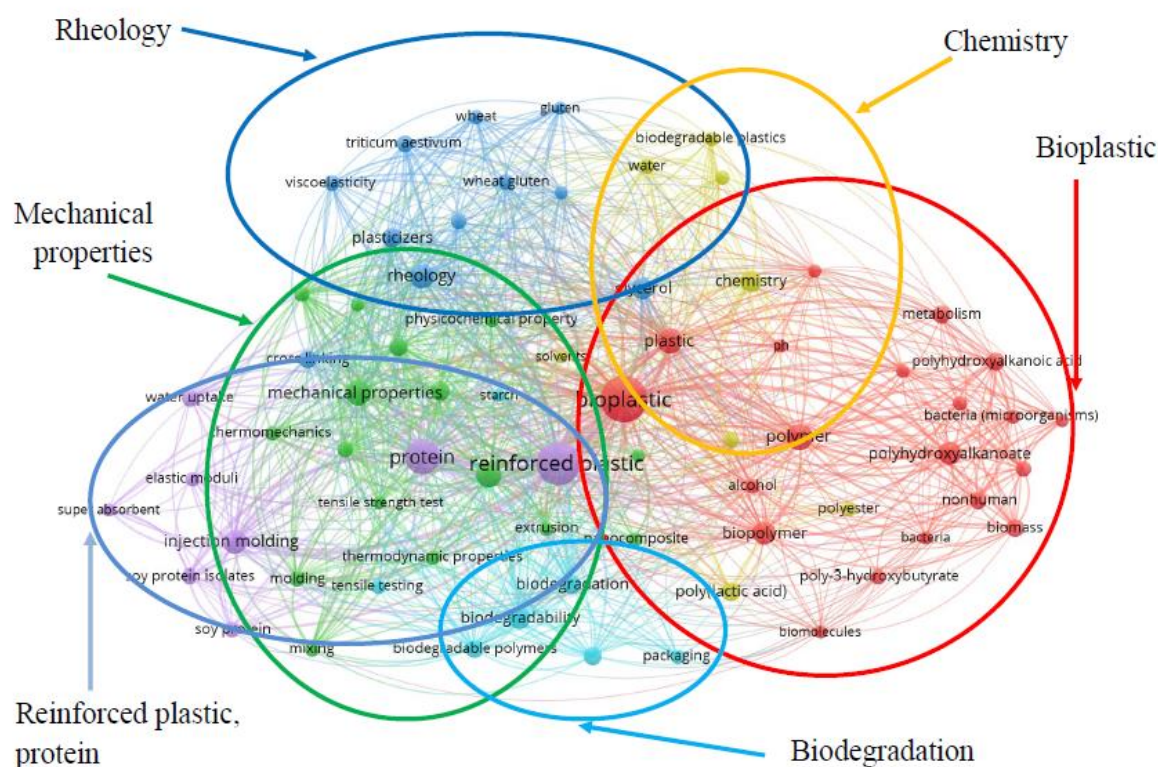 Rheology
Chemistry
Bioplastic
Mechanical
properties
gluten
wheat
biodegradable plastics
triticum aestivum
water
viscoelasticity
wheat gluten
plasticizers
rheology
glycerol
chemistry
metabolism
physicochemical property
plastic
ph
solvents
cross linking
polyhydroxyalkanoic acid
mechanical properties
starch
bioplastic
water uptake
bacteria (microorganisms)
thermomechanics
polymer
protein
reinforced plastic
polyhydroxyalkanoate
elastic moduli
alcohol
tensile strength test
nonhuman
super absorbent
polyester
extrusion
biomass
injection molding
nanocomposite
biopolymer
bacteria
thermodynamic properties
soy protein isolates
molding
tensile testing
biodegradation
poly(lactic acid)
poly-3-hydroxybutyrate
biodegradability
soy protein
biomolecules
mixing
biodegradable polymers
packaging
Reinforced plastic,
protein
Biodegradation